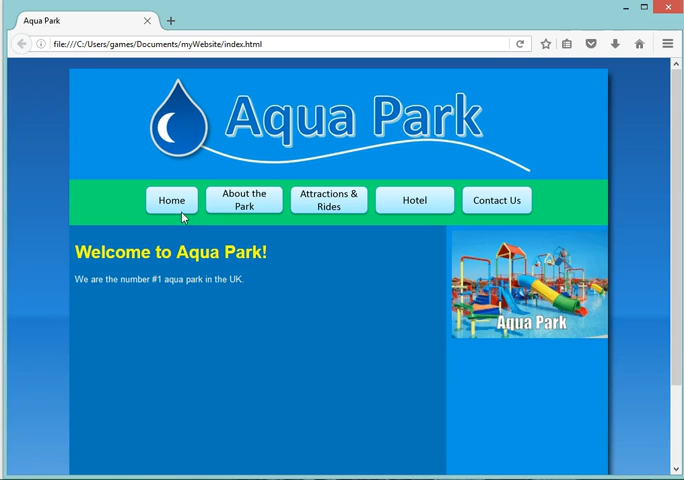 Aqua Park
file:///C:/Users/games/Documents/myWebsite/index.html
Aqua Park
Home
About the
Park
Attractions &
Rides
Hotel
Contact Us
Welcome to Aqua Park!
We are the number #1 aqua park in the UK.
Aqua Park